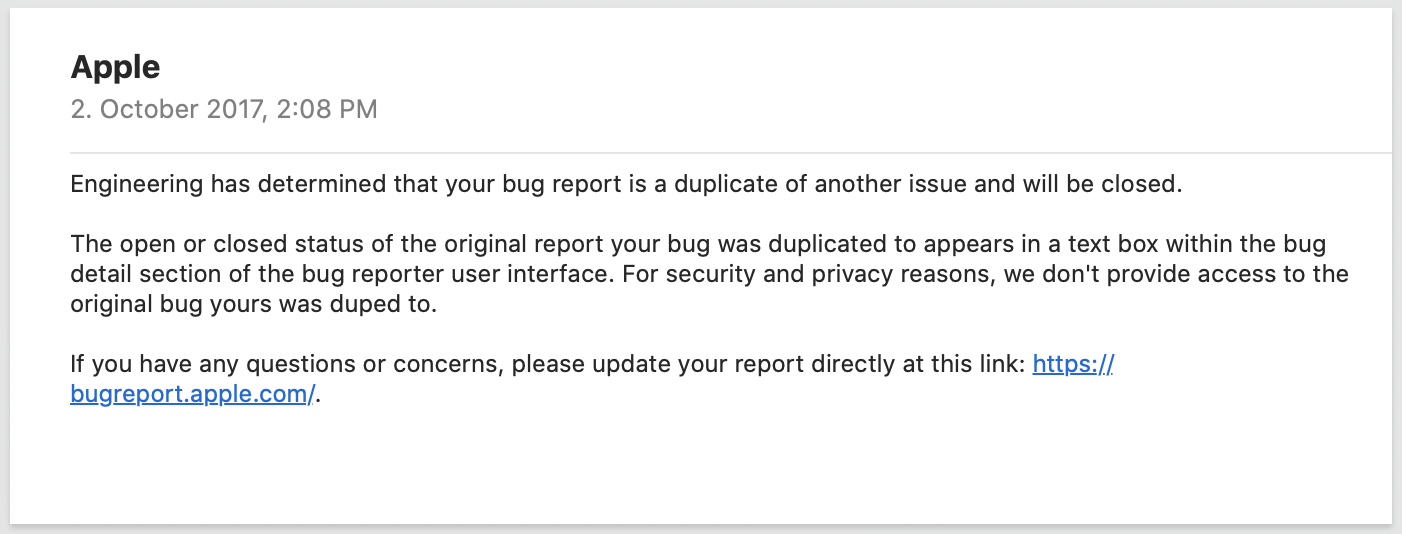 Apple
2. October 2017, 2:08 PM
Engineering has determined that your bug report is a duplicate of another issue and will be closed.
The open or closed status of the original report your bug was duplicated to appears in a text box within the bug
detail section of the bug reporter user interface. For security and privacy reasons, we don't provide access to the
original bug yours was duped to.
If you have any questions or concerns, please update your report directly at this link: https://
bugreport.apple.com/.